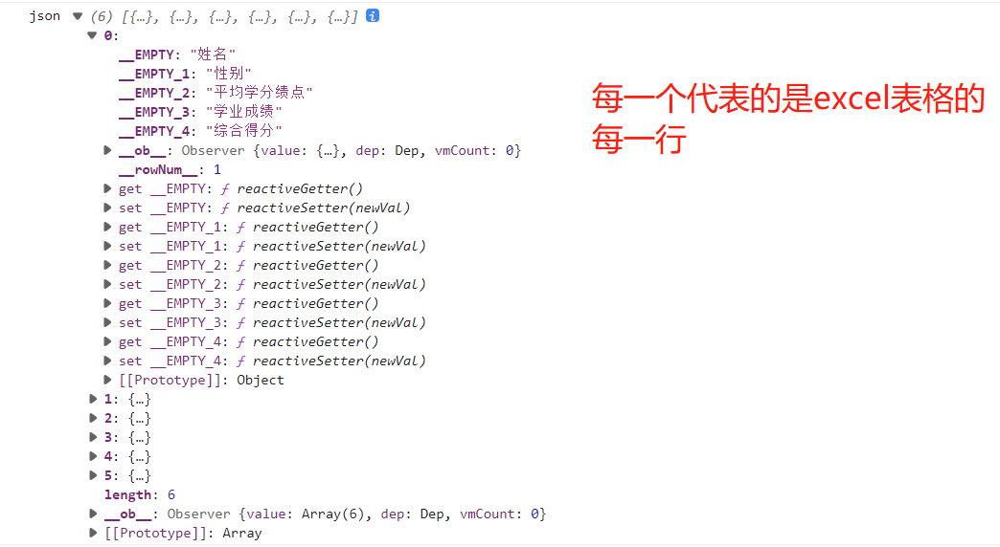 json ▼ (6) [{…}, {…}, {…}, {…}, {…}, {…}] i
▼ 0:
__EMPTY: "姓名"
__EMPTY_1: "性别"
__EMPTY_2: "平均学分绩点"
__EMPTY_3: "学业成绩"
__EMPTY_4: "综合得分"
▶ __ob__: Observer {value: {…}, dep: Dep, vmCount: 0}
__rowNum__: 1
▶ get __EMPTY: ƒ reactiveGetter()
▶ set __EMPTY: ƒ reactiveSetter(newVal)
▶ get __EMPTY_1: ƒ reactiveGetter()
▶ set __EMPTY_1: ƒ reactiveSetter(newVal)
▶ get __EMPTY_2: ƒ reactiveGetter()
▶ set __EMPTY_2: ƒ reactiveSetter(newVal)
▶ get __EMPTY_3: ƒ reactiveGetter()
▶ set __EMPTY_3: ƒ reactiveSetter(newVal)
▶ get __EMPTY_4: ƒ reactiveGetter()
▶ set __EMPTY_4: ƒ reactiveSetter(newVal)
▶ [[Prototype]]: Object
▶ 1: {…}
▶ 2: {…}
▶ 3: {…}
▶ 4: {…}
▶ 5: {…}
length: 6
▶ __ob__: Observer {value: Array(6), dep: Dep, vmCount: 0}
▶ [[Prototype]]: Array
每一个代表的是excel表格的
每一行